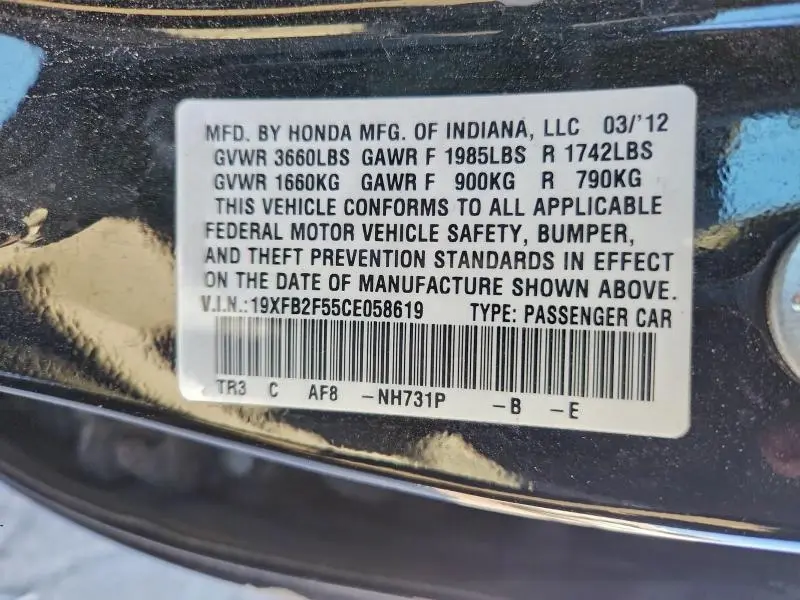 MFD. BY HONDA MFG. OF INDIANA, LLC 03/'12
GVWR 3660LBS GAWR F 1985LBS R 1742LBS
GVWR 1660KG GAWR F 900KG R 790KG
THIS VEHICLE CONFORMS TO ALL APPLICABLE
FEDERAL MOTOR VEHICLE SAFETY, BUMPER,
AND THEFT PREVENTION STANDARDS IN EFFECT
ON THE DATE OF MANUFACTURE SHOWN ABOVE.
V.I.N.:19XFB2F55CE058619 TYPE: PASSENGER CAR
TR3 C AF8 -NH731P -B -E